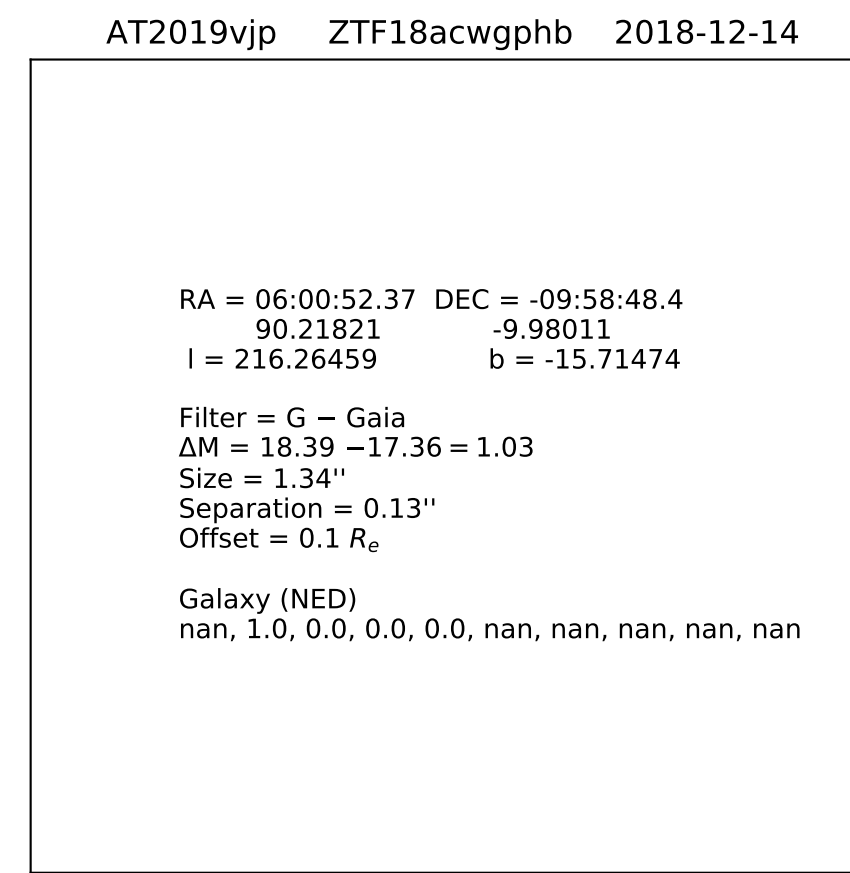 AT2019vjp ZTF18acwgphb 2018-12-14
RA = 06:00:52.37 DEC = -09:58:48.4
90.21821 -9.98011
l = 216.26459 b = -15.71474
Filter = G − Gaia
ΔM = 18.39 −17.36 = 1.03
Size = 1.34''
Separation = 0.13''
Offset = 0.1 Rₑ
Galaxy (NED)
nan, 1.0, 0.0, 0.0, 0.0, nan, nan, nan, nan, nan